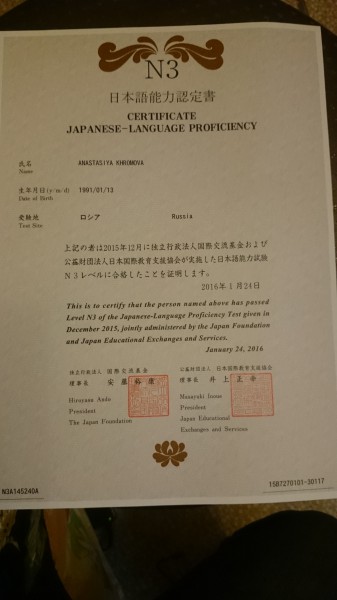 N3
日本語能力認定書
CERTIFICATE
JAPANESE-LANGUAGE PROFICIENCY
氏名 ANASTASIYA KHROMOVA
Name
生年月日(y/m/d) 1991/01/13
Date of Birth
受験地 ロシア Russia
Test Site
上記の者は2015年12月に独立行政法人国際交流基金および
公益財団法人日本国際教育支援協会が実施した日本語能力試験
N3レベルに合格したことを証明します。
2016年1月24日
This is to certify that the person named above has passed
Level N3 of the Japanese-Language Proficiency Test given in
December 2015, jointly administered by the Japan Foundation
and Japan Educational Exchanges and Services.
January 24, 2016
独立行政法人 国際交流基金 公益財団法人 日本国際教育支援協会
理事長 安藤裕康 理事長 井上正幸
Hiroyasu Ando Masayuki Inoue
President President
The Japan Foundation Japan Educational
Exchanges and Services
N3A145240A 15B7270101-30117